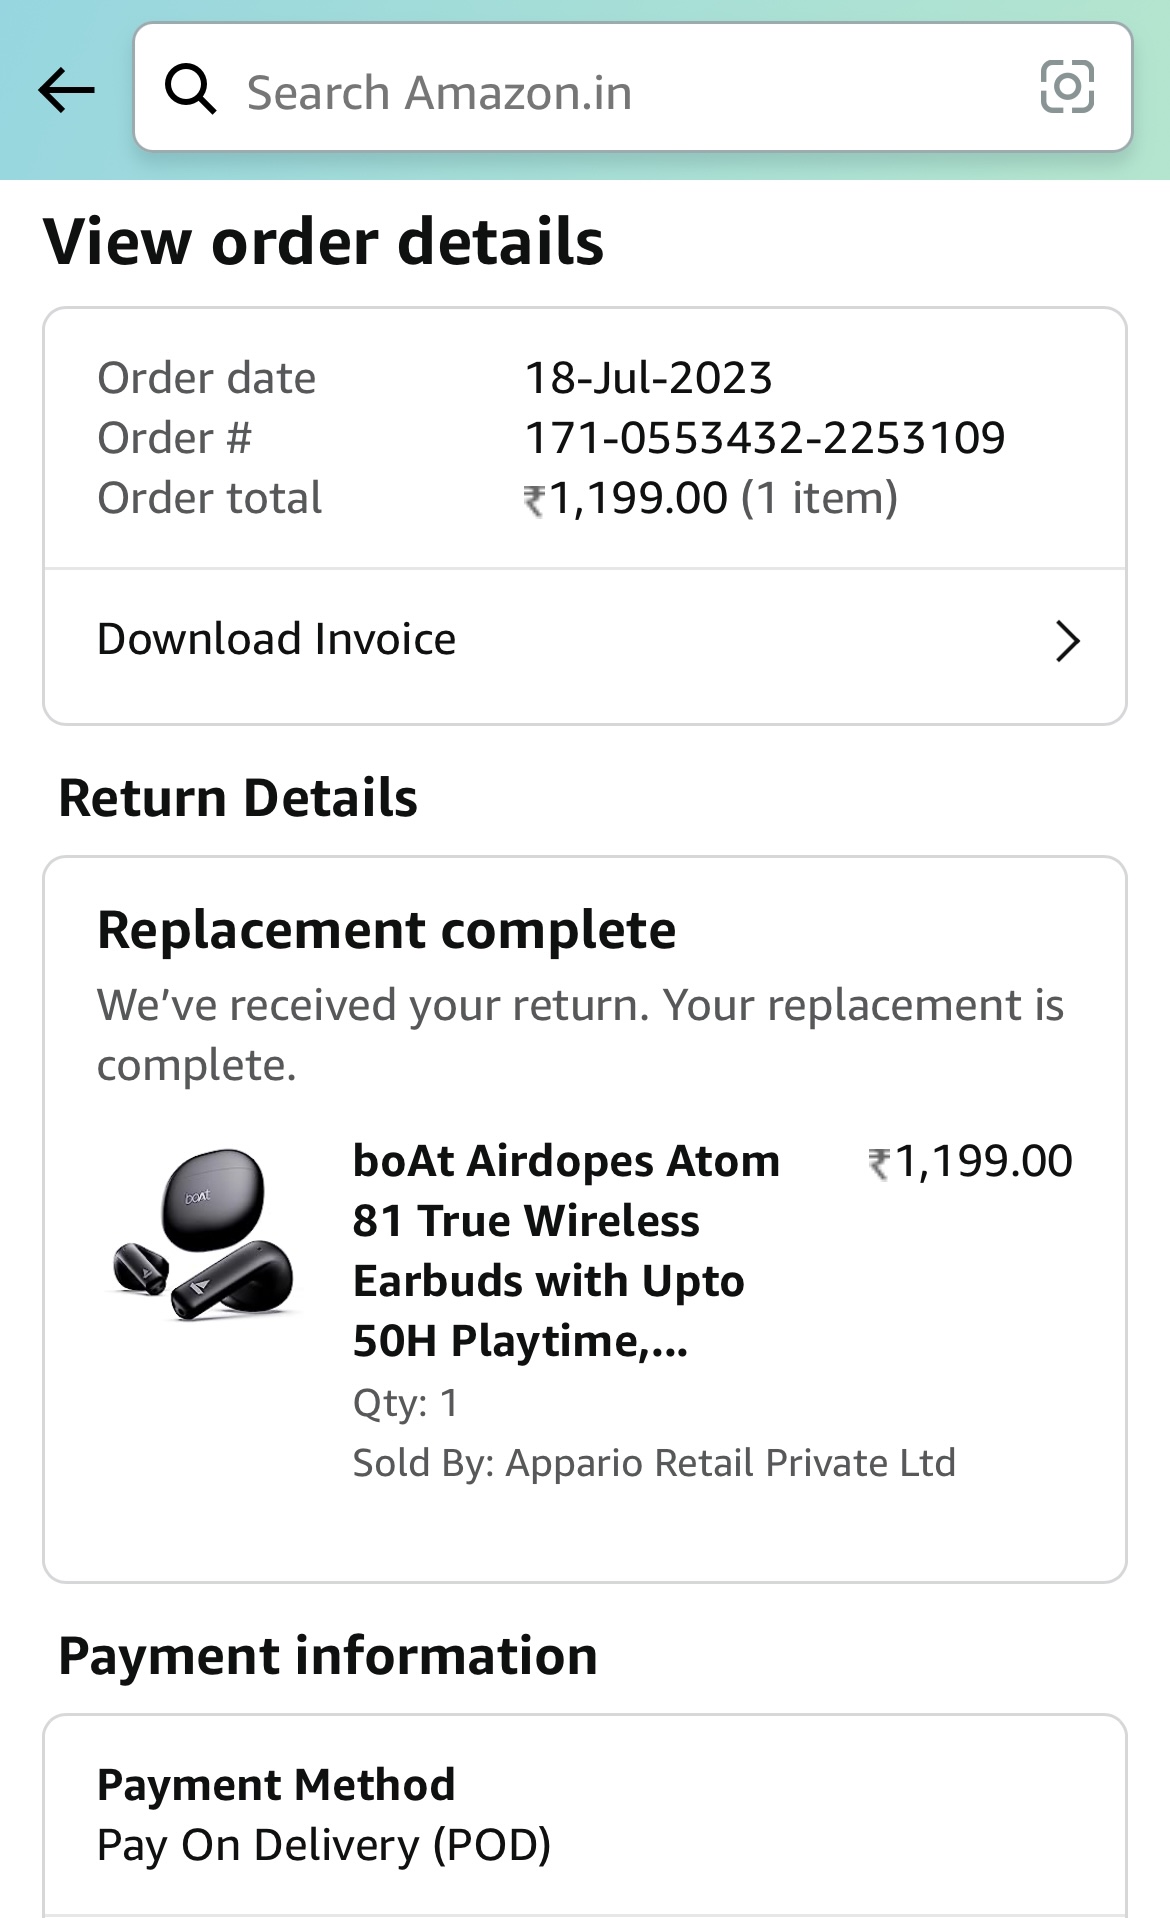 Search Amazon.in
View order details
Order date 18-Jul-2023
Order # 171-0553432-2253109
Order total ₹1,199.00 (1 item)
Download Invoice
Return Details
Replacement complete
We’ve received your return. Your replacement is
complete.
boAt
boAt Airdopes Atom ₹1,199.00
81 True Wireless
Earbuds with Upto
50H Playtime,...
Qty: 1
Sold By: Appario Retail Private Ltd
Payment information
Payment Method
Pay On Delivery (POD)